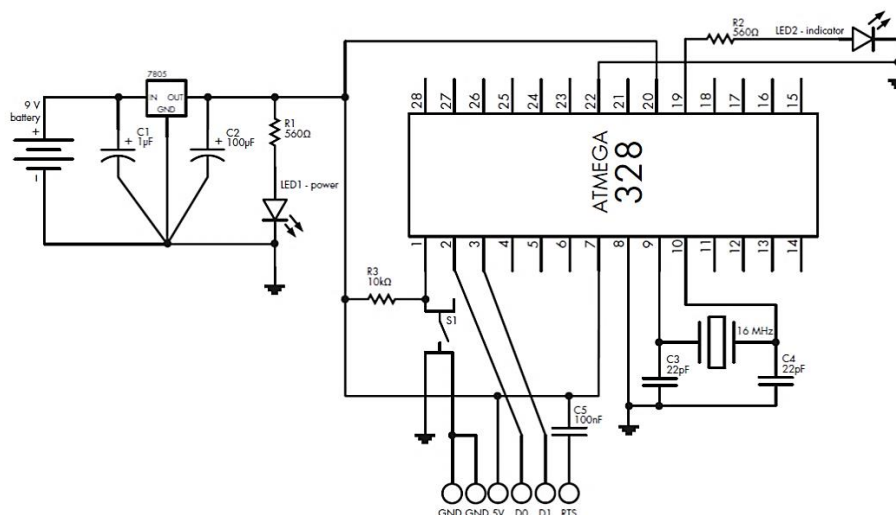 R2
560Ω
LED2 - indicator
9 V
battery
+
−
7805
IN OUT
GND
C1
1µF
+
C2
100µF
+
R1
560Ω
LED1 - power
28 27 26 25 24 23 22 21 20 19 18 17 16 15
ATMEGA
328
1 2 3 4 5 6 7 8 9 10 11 12 13 14
R3
10kΩ
S1
16 MHz
C3
22pF
C4
22pF
C5
100nF
GND GND 5V D0 D1 RTS